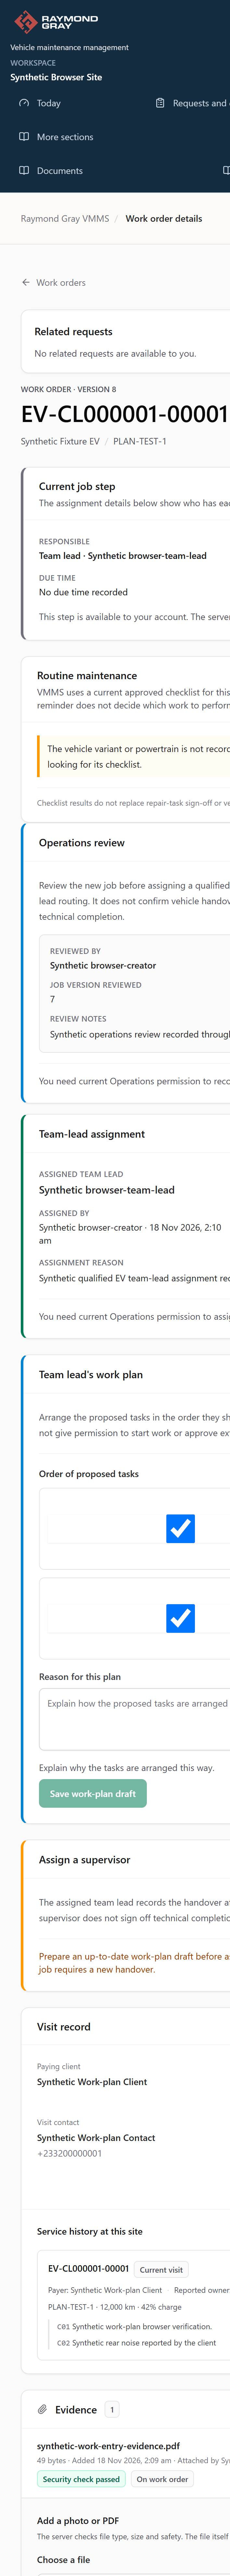 RAYMOND
GRAY
Vehicle maintenance management
WORKSPACE
Synthetic Browser Site
Today
Requests and
More sections
Documents
Raymond Gray VMMS / Work order details
← Work orders
Related requests
No related requests are available to you.
WORK ORDER · VERSION 8
EV-CL000001-00001
Synthetic Fixture EV / PLAN-TEST-1
Current job step
The assignment details below show who has
RESPONSIBLE
Team lead · Synthetic browser-team-lead
DUE TIME
No due time recorded
This step is available to your account. The
Routine maintenance
VMMS uses a current approved checklist for this
reminder does not decide which work to
The vehicle variant or powertrain is not
looking for its checklist.
Checklist results do not replace repair-task sign-off or
Operations review
Review the new job before assigning a qualified
lead routing. It does not confirm vehicle
technical completion.
REVIEWED BY
Synthetic browser-creator
JOB VERSION REVIEWED
7
REVIEW NOTES
Synthetic operations review recorded
You need current Operations permission to
Team-lead assignment
ASSIGNED TEAM LEAD
Synthetic browser-team-lead
ASSIGNED BY
Synthetic browser-creator · 18 Nov 2026, 2:10
am
ASSIGNMENT REASON
Synthetic qualified EV team-lead assignment
You need current Operations permission to
Team lead's work plan
Arrange the proposed tasks in the order they
not give permission to start work or approve
Order of proposed tasks
Reason for this plan
Explain how the proposed tasks are arranged
Explain why the tasks are arranged this way.
Save work-plan draft
Assign a supervisor
The assigned team lead records the handover
supervisor does not sign off technical
Prepare an up-to-date work-plan draft before
job requires a new handover.
Visit record
Paying client
Synthetic Work-plan Client
Visit contact
Synthetic Work-plan Contact
+233200000001
Service history at this site
EV-CL000001-00001 Current visit
Payer: Synthetic Work-plan Client Reported
PLAN-TEST-1 · 12,000 km · 42% charge
C01 Synthetic work-plan browser verification.
C02 Synthetic rear noise reported by the client
Evidence 1
synthetic-work-entry-evidence.pdf
49 bytes · Added 18 Nov 2026, 2:09 am · Attached by
Security check passed On work order
Add a photo or PDF
The server checks file type, size and safety. The file itself
Choose a file